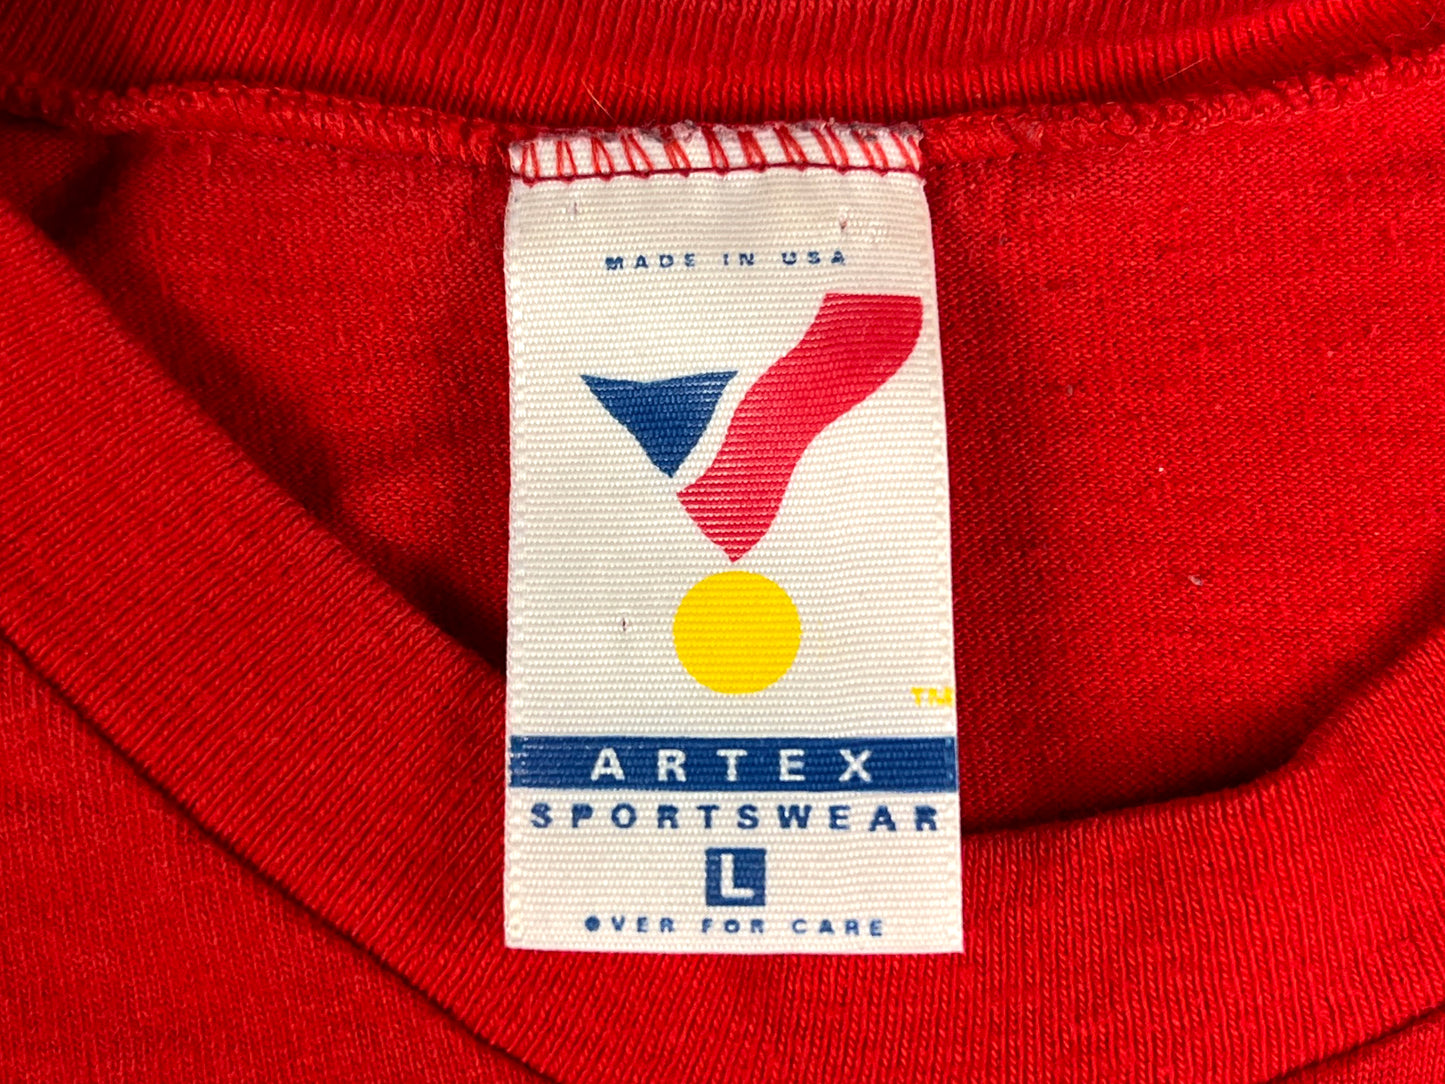 MADE IN USA
TM
ARTEX
SPORTSWEAR
L
OVER FOR CARE